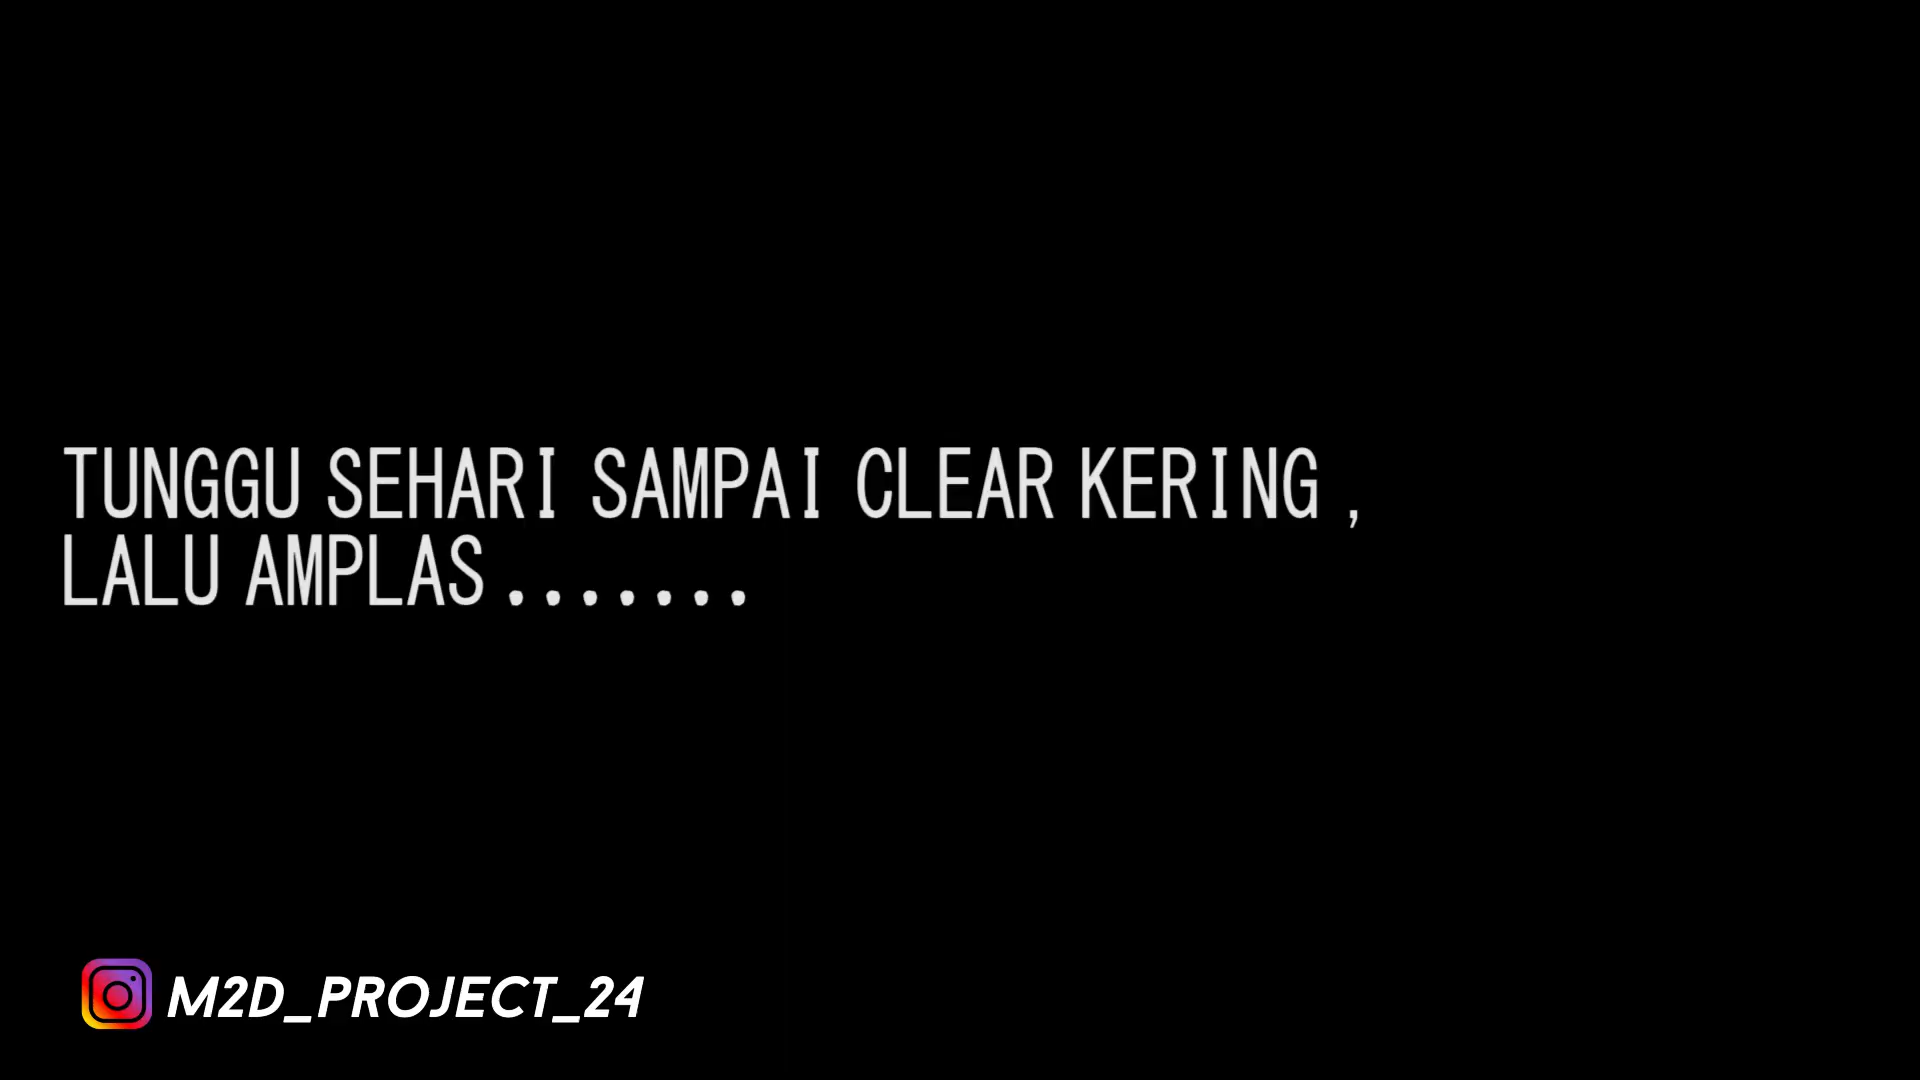 TUNGGU SEHARI SAMPAI CLEAR KERING ,
LALU AMPLAS .......
M2D_PROJECT_24